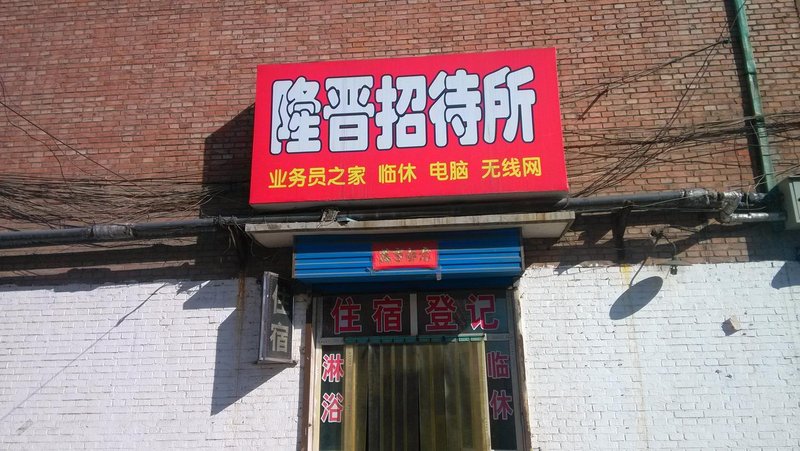 隆晋招待所
业务员之家 临休 电脑 无线网
住宿登记
住宿
淋浴
临休